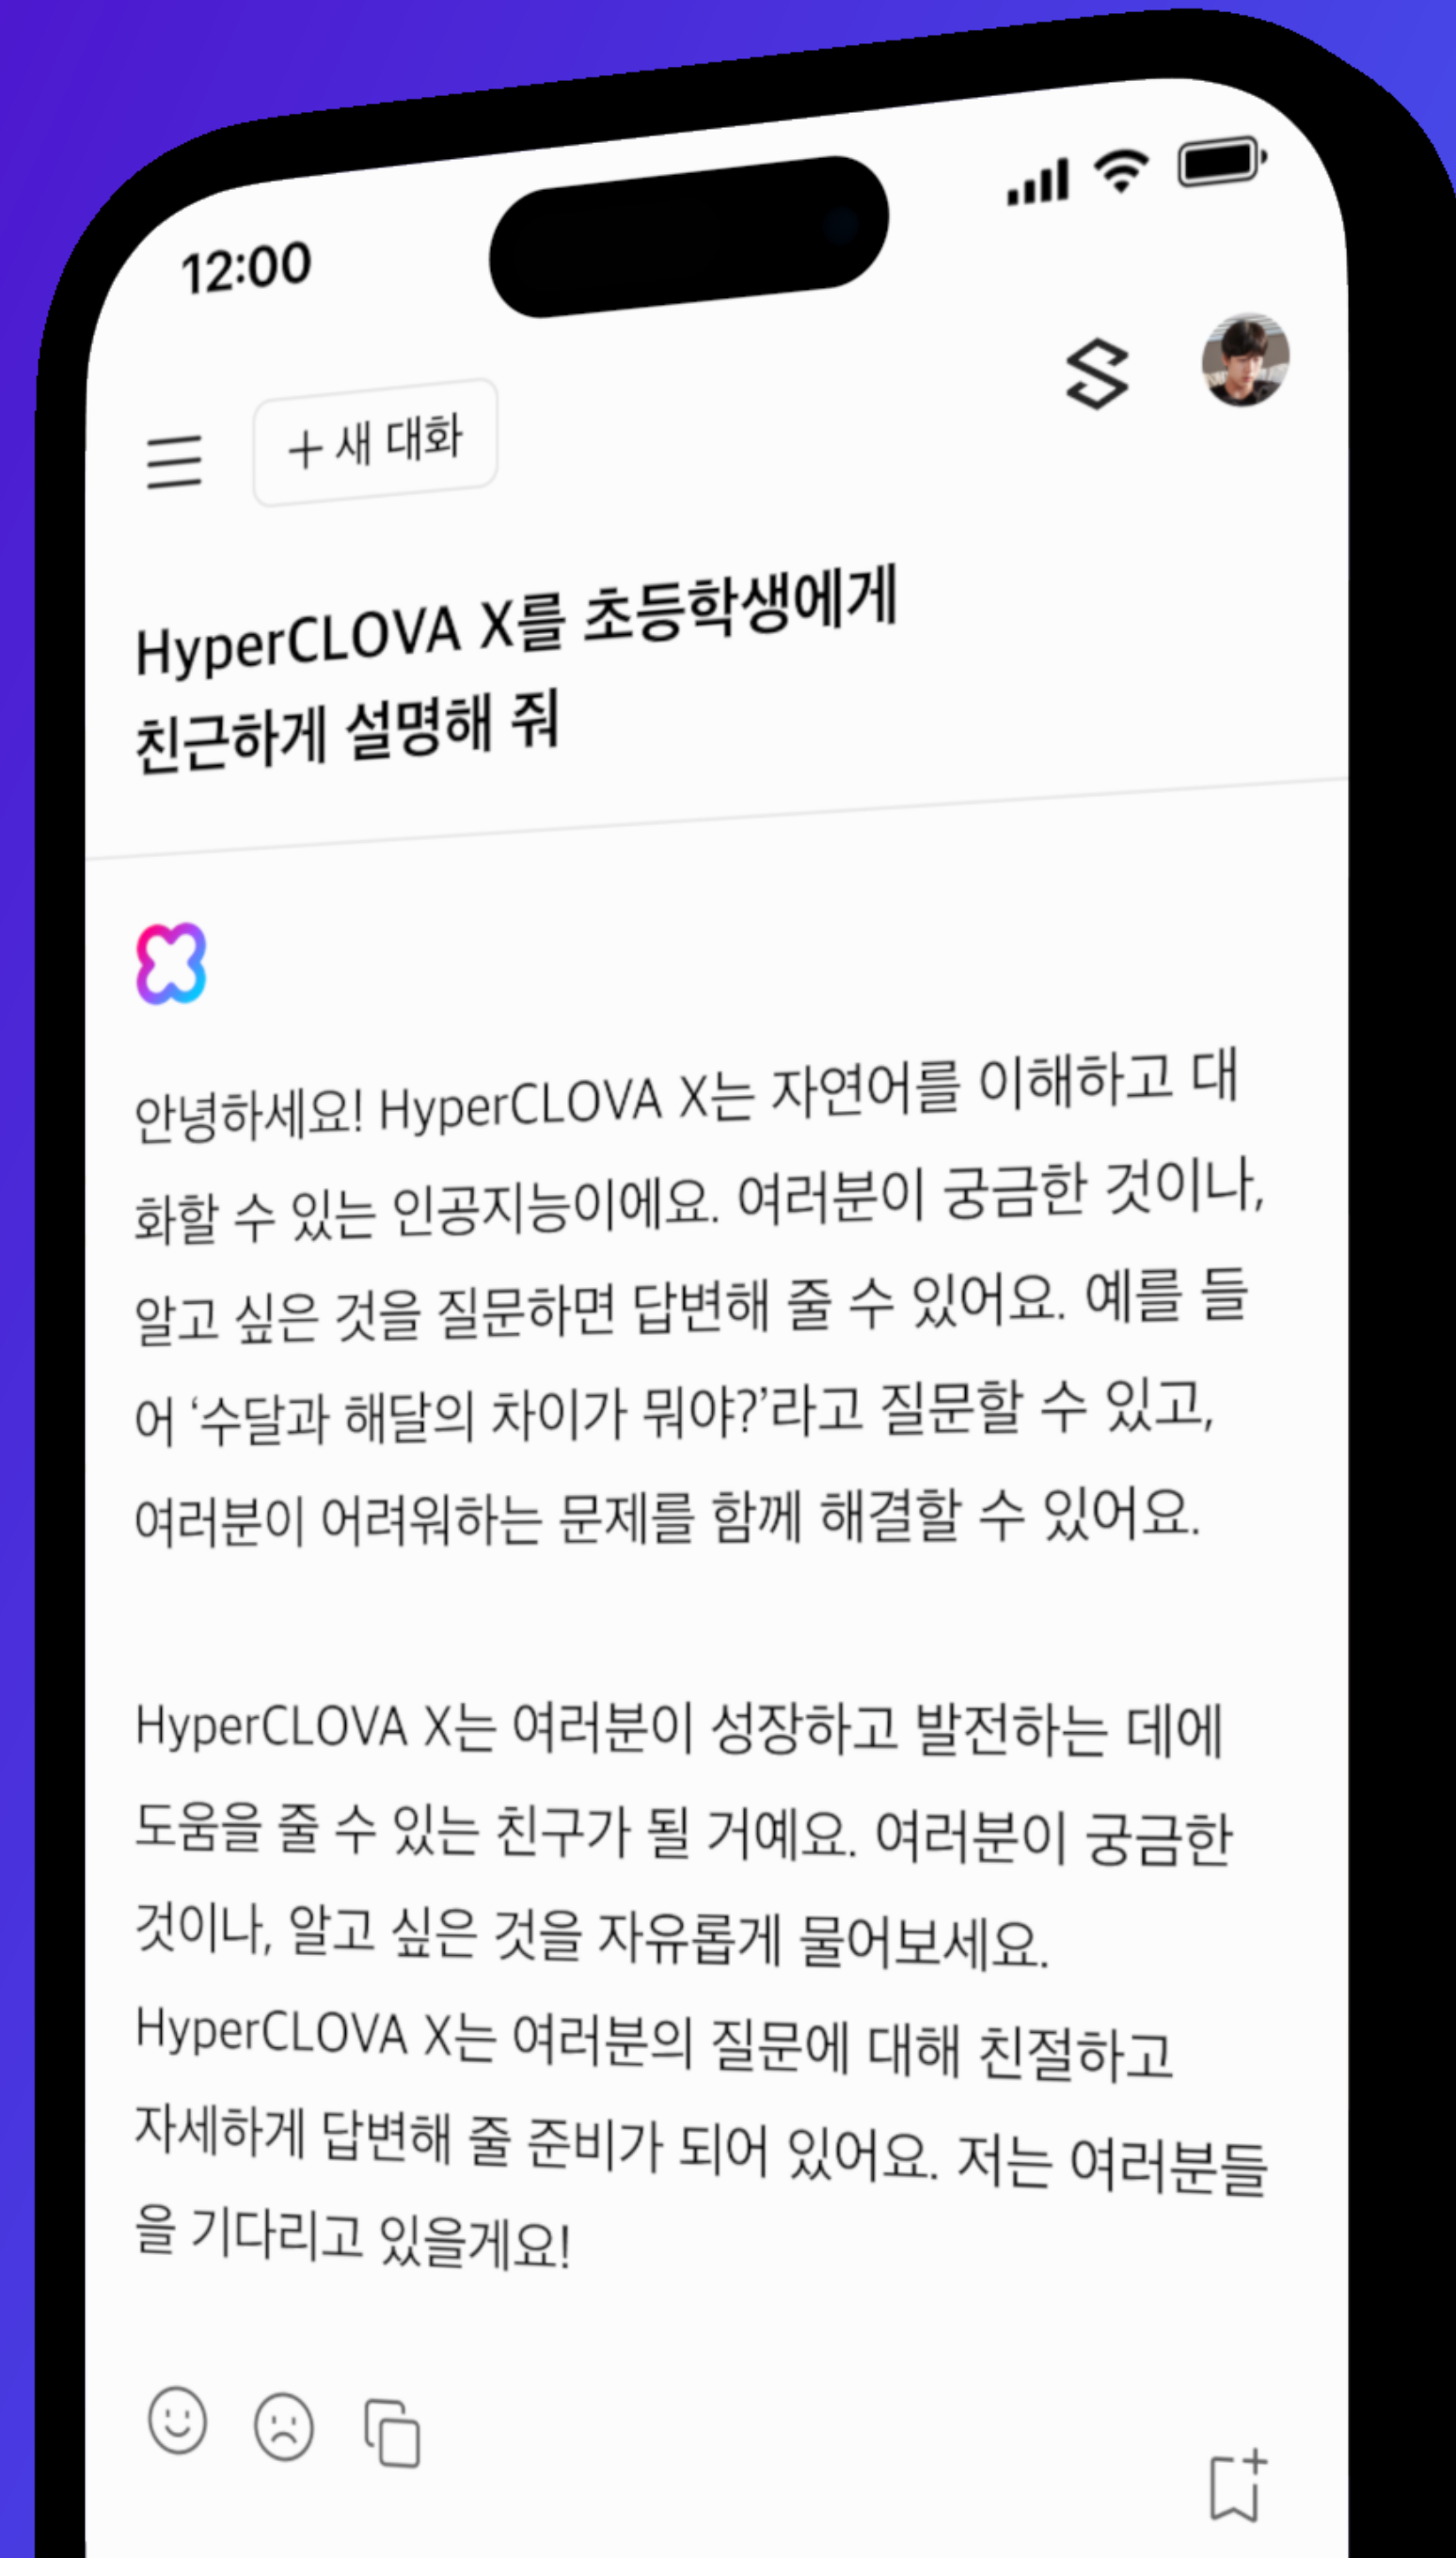 12:00
+ 새 대화
HyperCLOVA X를 초등학생에게
친근하게 설명해 줘
안녕하세요! HyperCLOVA X는 자연어를 이해하고 대
화할 수 있는 인공지능이에요. 여러분이 궁금한 것이나,
알고 싶은 것을 질문하면 답변해 줄 수 있어요. 예를 들
어 ‘수달과 해달의 차이가 뭐야?’라고 질문할 수 있고,
여러분이 어려워하는 문제를 함께 해결할 수 있어요.
HyperCLOVA X는 여러분이 성장하고 발전하는 데에
도움을 줄 수 있는 친구가 될 거예요. 여러분이 궁금한
것이나, 알고 싶은 것을 자유롭게 물어보세요.
HyperCLOVA X는 여러분의 질문에 대해 친절하고
자세하게 답변해 줄 준비가 되어 있어요. 저는 여러분들
을 기다리고 있을게요!